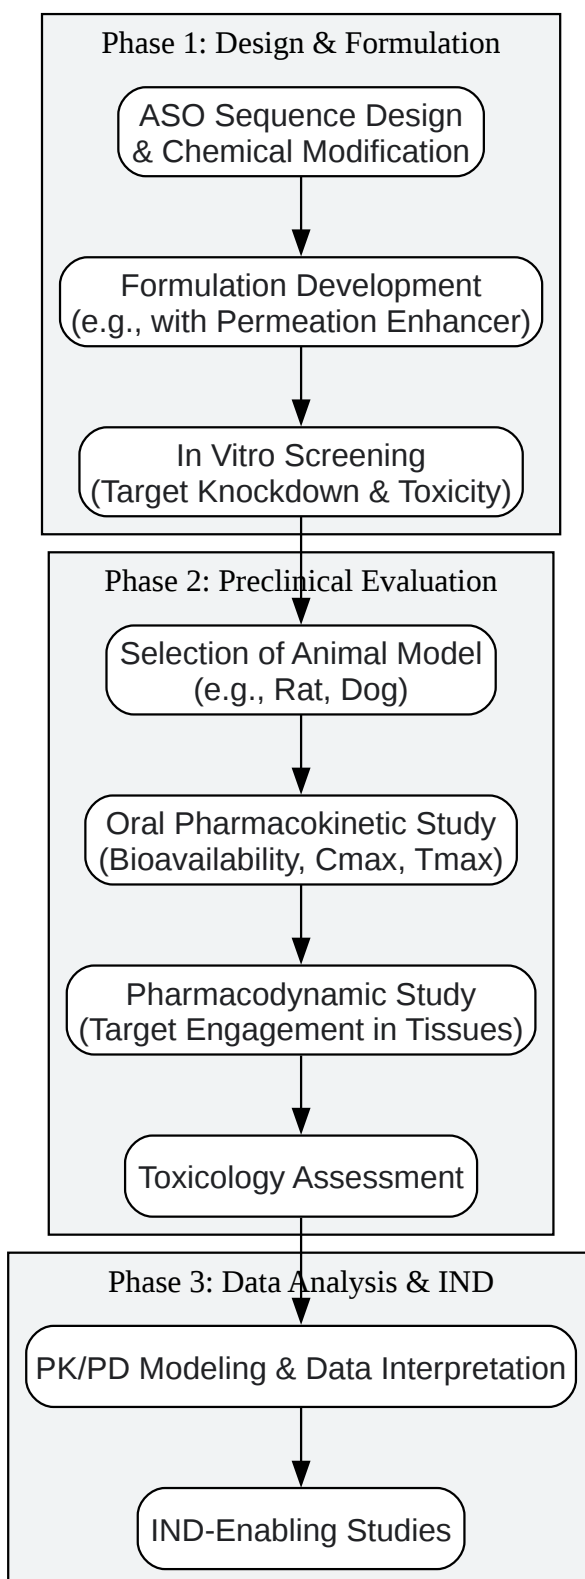 Phase 1: Design & Formulation
ASO Sequence Design
& Chemical Modification
Formulation Development
(e.g., with Permeation Enhancer)
In Vitro Screening
(Target Knockdown & Toxicity)
Phase 2: Preclinical Evaluation
Selection of Animal Model
(e.g., Rat, Dog)
Oral Pharmacokinetic Study
(Bioavailability, Cmax, Tmax)
Pharmacodynamic Study
(Target Engagement in Tissues)
Toxicology Assessment
Phase 3: Data Analysis & IND
PK/PD Modeling & Data Interpretation
IND-Enabling Studies